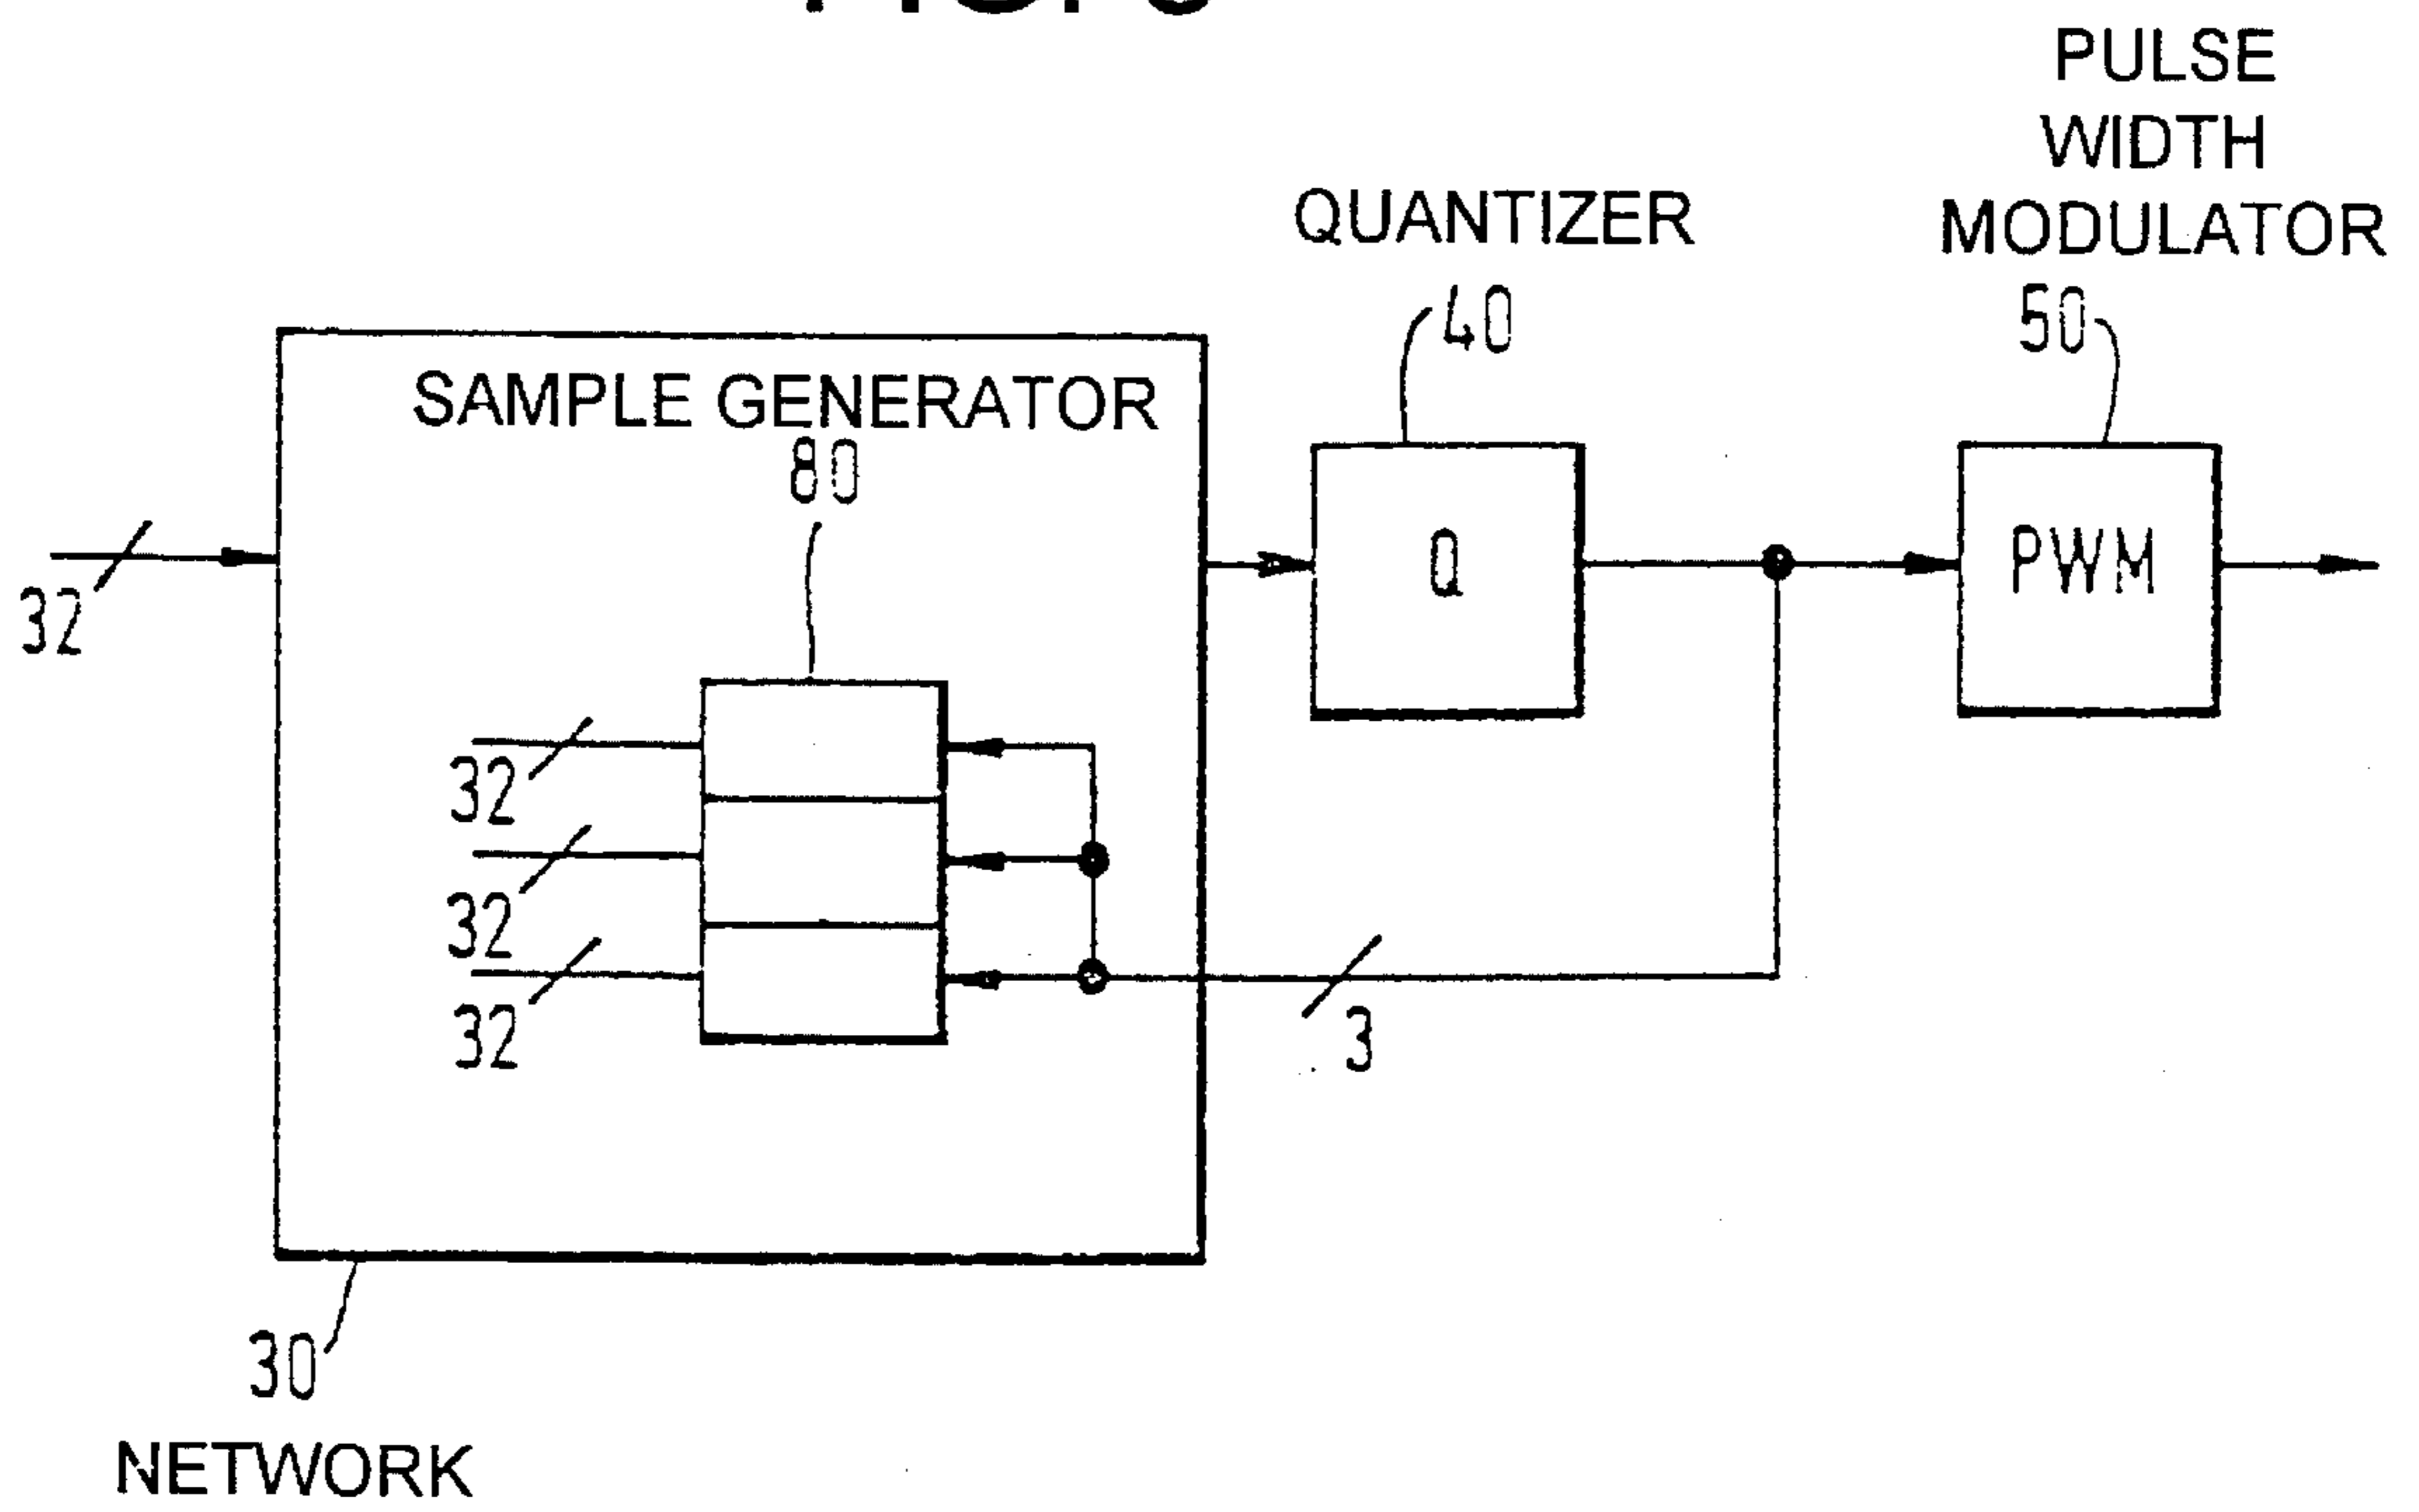 PULSE
WIDTH
MODULATOR
50
QUANTIZER
40
SAMPLE GENERATOR
80
32
Q
PWM
32
32
32
3
30
NETWORK